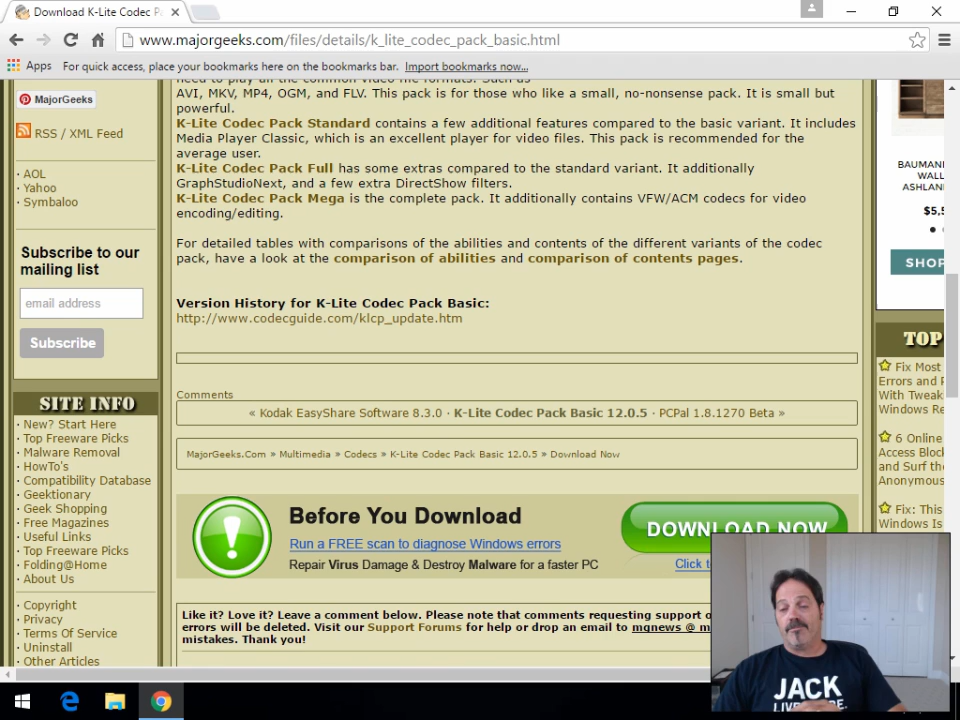 Download K-Lite Codec P
www.majorgeeks.com/files/details/k_lite_codec_pack_basic.html
Apps For quick access, place your bookmarks here on the bookmarks bar. Import bookmarks now...
MajorGeeks
RSS / XML Feed
· AOL
· Yahoo
· Symbaloo
Subscribe to our
mailing list
email address
Subscribe
SITE INFO
· New? Start Here
· Top Freeware Picks
· Malware Removal
· HowTo's
· Compatibility Database
· Geektionary
· Geek Shopping
· Free Magazines
· Useful Links
· Top Freeware Picks
· Folding@Home
· About Us
· Copyright
· Privacy
· Terms Of Service
· Uninstall
· Other Articles
need to play all the common video file formats. Such as
AVI, MKV, MP4, OGM, and FLV. This pack is for those who like a small, no-nonsense pack. It is small but
powerful.
K-Lite Codec Pack Standard contains a few additional features compared to the basic variant. It includes
Media Player Classic, which is an excellent player for video files. This pack is recommended for the
average user.
K-Lite Codec Pack Full has some extras compared to the standard variant. It additionally
GraphStudioNext, and a few extra DirectShow filters.
K-Lite Codec Pack Mega is the complete pack. It additionally contains VFW/ACM codecs for video
encoding/editing.
For detailed tables with comparisons of the abilities and contents of the different variants of the codec
pack, have a look at the comparison of abilities and comparison of contents pages.
Version History for K-Lite Codec Pack Basic:
http://www.codecguide.com/klcp_update.htm
Comments
« Kodak EasyShare Software 8.3.0 · K-Lite Codec Pack Basic 12.0.5 · PCPal 1.8.1270 Beta »
MajorGeeks.Com » Multimedia » Codecs » K-Lite Codec Pack Basic 12.0.5 » Download Now
Before You Download
Run a FREE scan to diagnose Windows errors
Repair Virus Damage & Destroy Malware for a faster PC
DOWNLOAD NOW
Click t
Like it? Love it? Leave a comment below. Please note that comments requesting support o
errors will be deleted. Visit our Support Forums for help or drop an email to mgnews @ m
mistakes. Thank you!
BAUMAN
WALL
ASHLAN
$5,5
SHOP
TOP
Fix Most
Errors and F
With Tweak
Windows Re
6 Online
Access Block
and Surf the
Anonymous
Fix: This
Windows Is
JACK